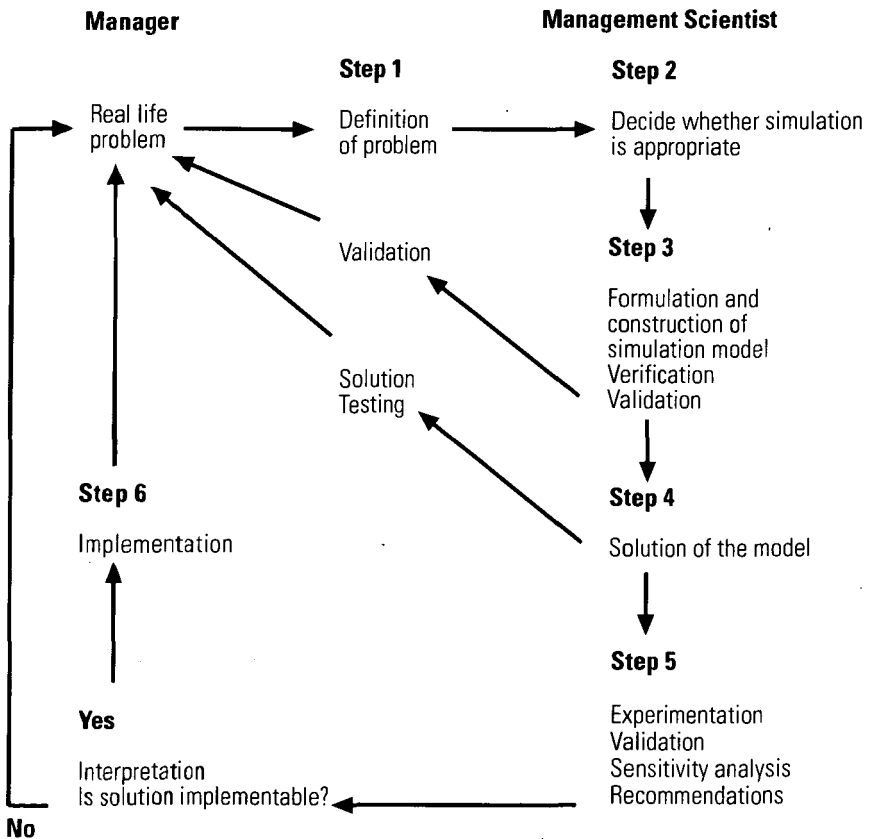 Manager
Management Scientist
Step 1
Step 2
Real life
problem
Definition
of problem
Decide whether simulation
is appropriate
Step 3
Validation
Formulation and
construction of
simulation model
Verification
Validation
Solution
Testing
Step 6
Step 4
Implementation
Solution of the model
Step 5
Yes
Experimentation
Validation
Sensitivity analysis
Recommendations
Interpretation
Is solution implementable?
No